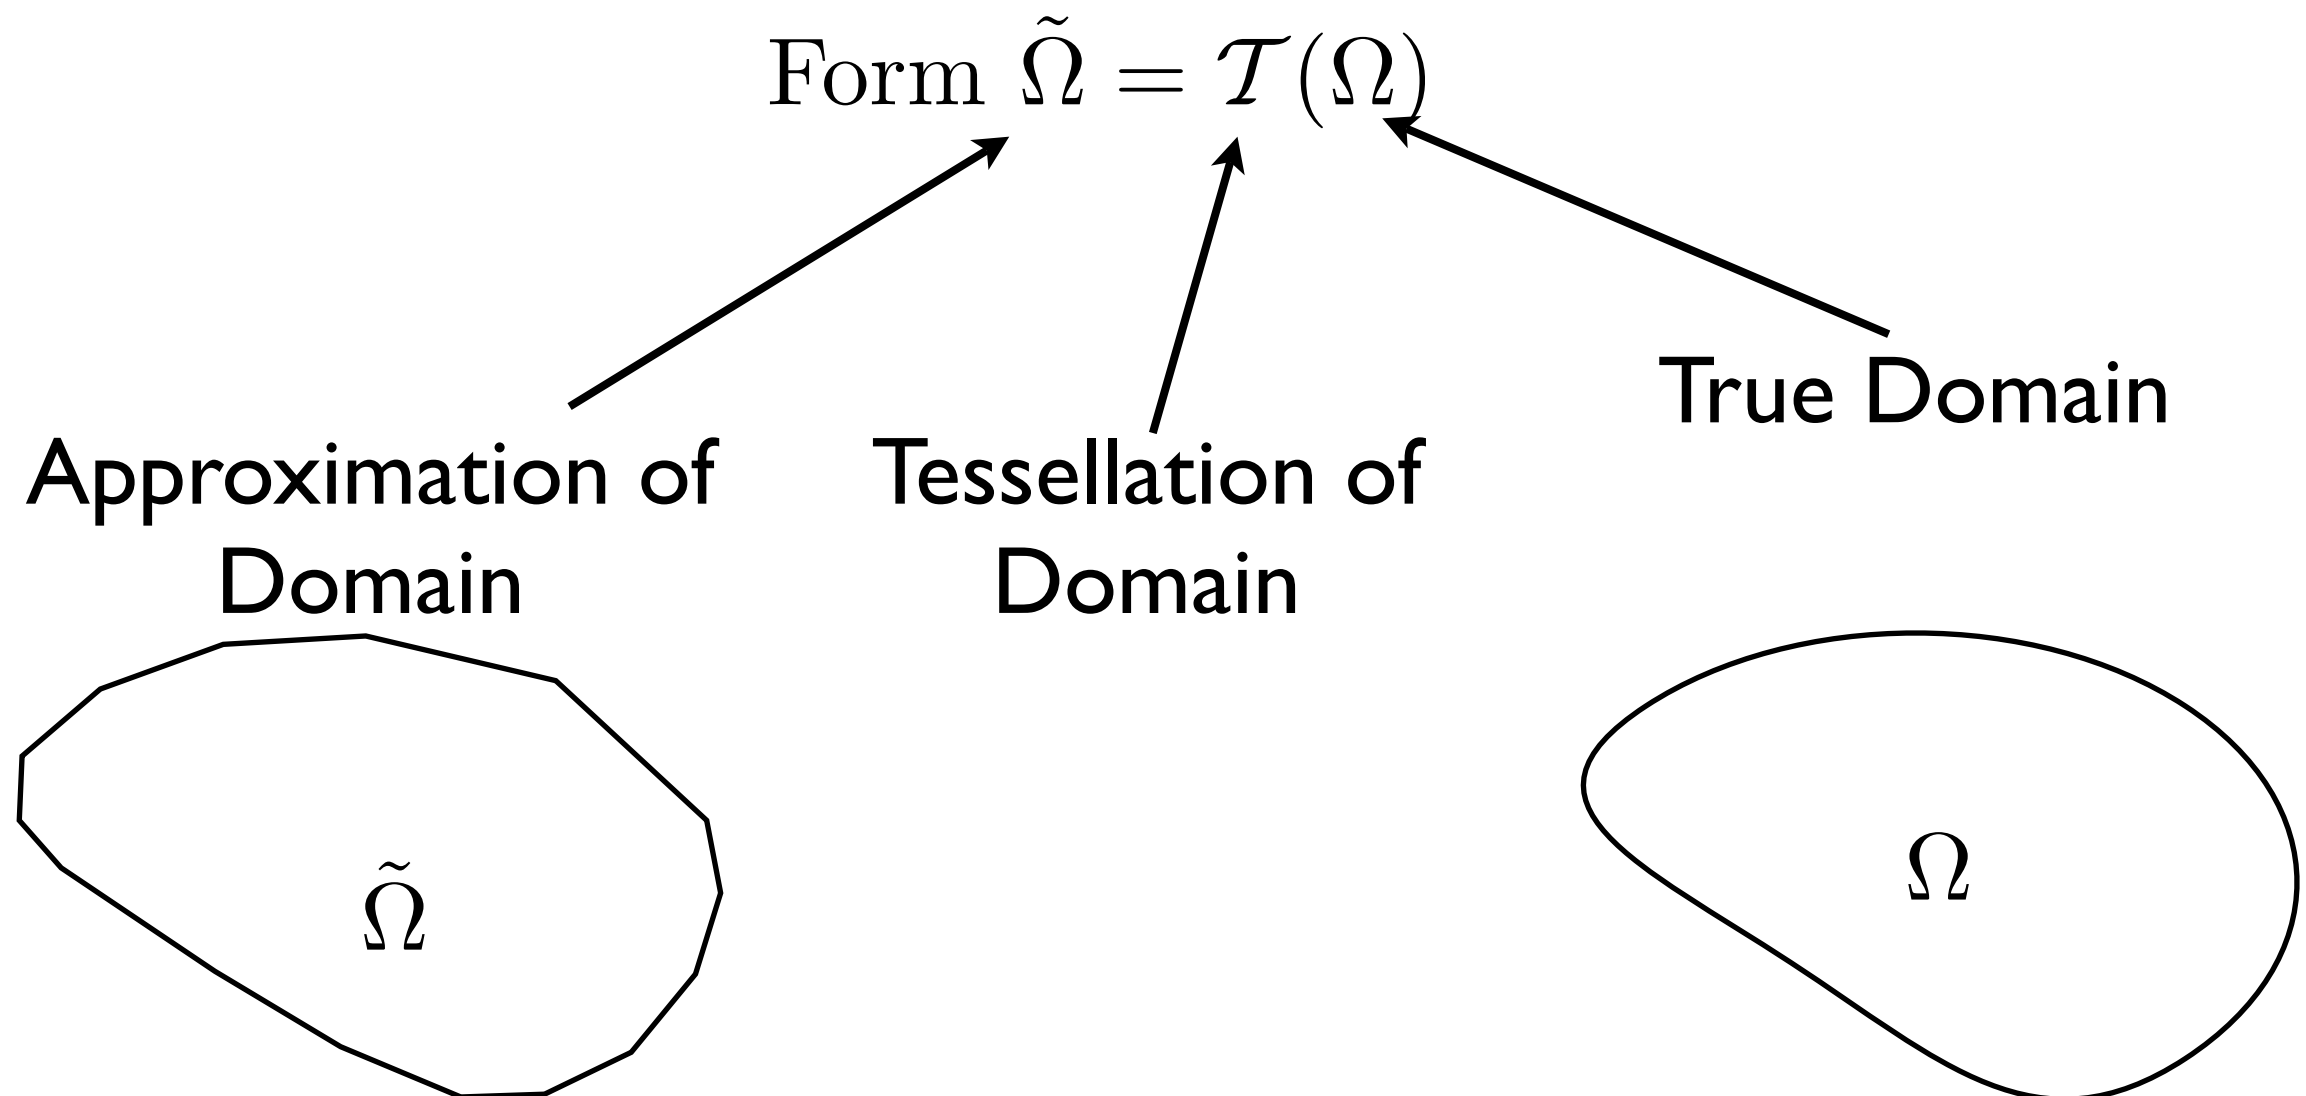 Form Ω̃ = 𝒯(Ω)
True Domain
Approximation of
Domain
Tessellation of
Domain
Ω̃
Ω